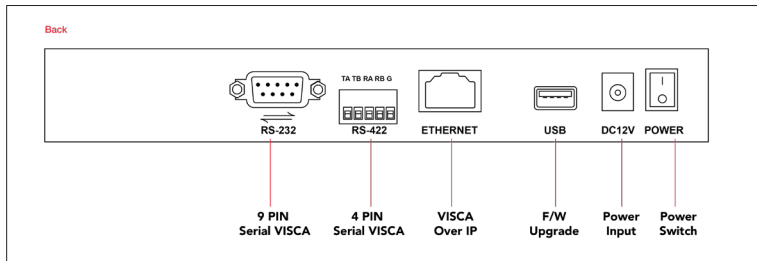 Back
TA TB RA RB G
RS-232
RS-422
ETHERNET
USB
DC12V
POWER
9 PIN
Serial VISCA
4 PIN
Serial VISCA
VISCA
Over IP
F/W
Upgrade
Power
Input
Power
Switch